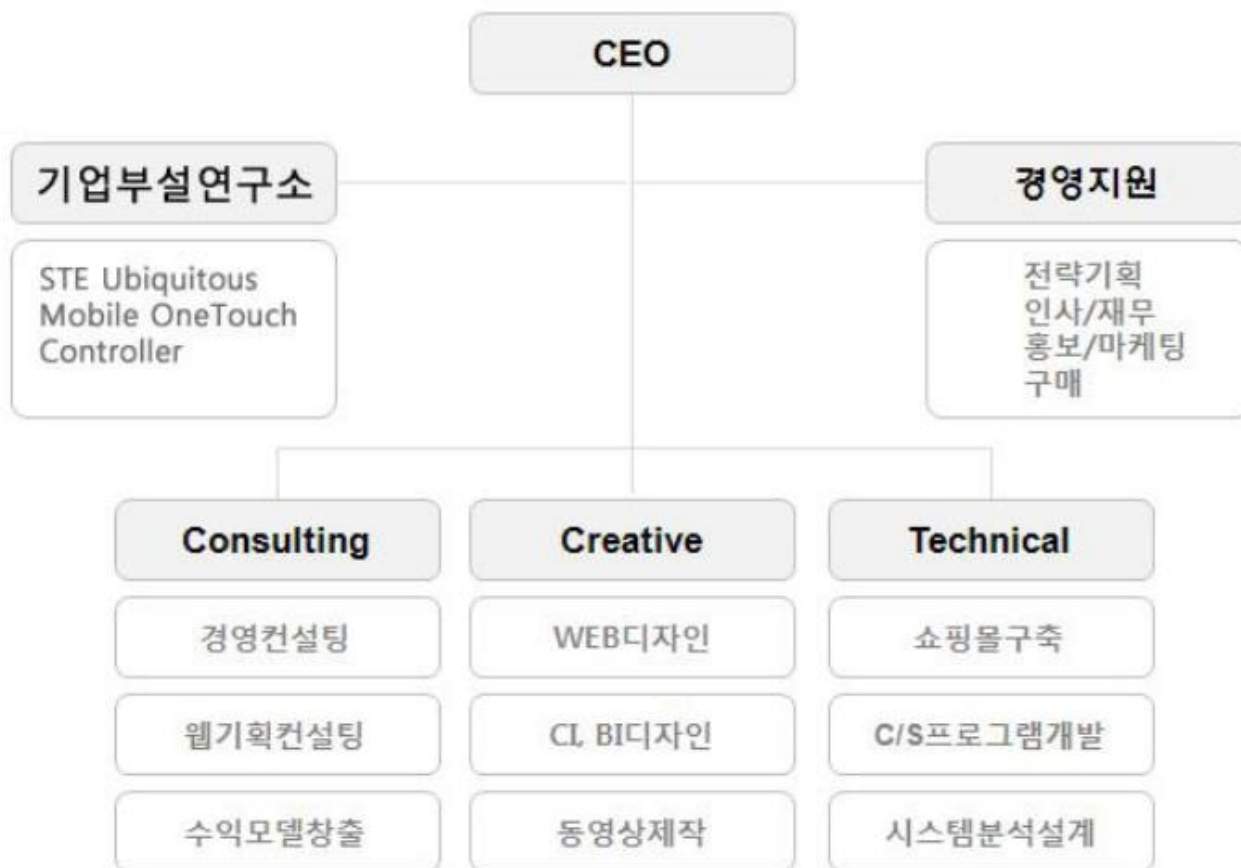 CEO
기업부설연구소
STE Ubiquitous
Mobile OneTouch
Controller
경영지원
전략기획
인사/재무
홍보/마케팅
구매
Consulting
경영컨설팅
웹기획컨설팅
수익모델창출
Creative
WEB디자인
CI, BI디자인
동영상제작
Technical
쇼핑몰구축
C/S프로그램개발
시스템분석설계